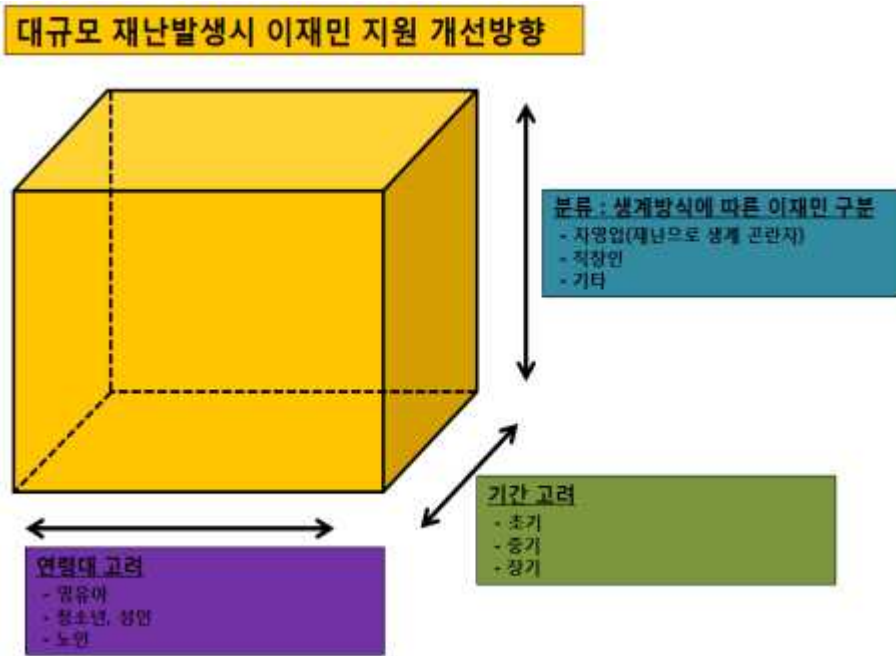 대규모 재난발생시 이재민 지원 개선방향
분류 : 생계방식에 따른 이재민 구분
- 자영업(재난으로 생계 곤란자)
- 직장인
- 기타
기간 고려
- 초기
- 중기
- 장기
연령대 고려
- 영유아
- 청소년, 성인
- 노인